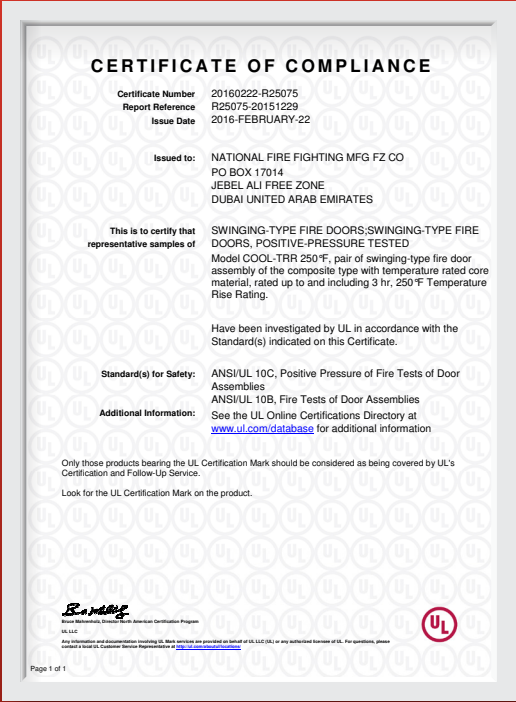 CERTIFICATE OF COMPLIANCE
Certificate Number 20160222-R25075
Report Reference R25075-20151229
Issue Date 2016-FEBRUARY-22
Issued to: NATIONAL FIRE FIGHTING MFG FZ CO
PO BOX 17014
JEBEL ALI FREE ZONE
DUBAI UNITED ARAB EMIRATES
This is to certify that
representative samples of
SWINGING-TYPE FIRE DOORS;SWINGING-TYPE FIRE
DOORS, POSITIVE-PRESSURE TESTED
Model COOL-TRR 250°F, pair of swinging-type fire door
assembly of the composite type with temperature rated core
material, rated up to and including 3 hr, 250°F Temperature
Rise Rating.
Have been investigated by UL in accordance with the
Standard(s) indicated on this Certificate.
Standard(s) for Safety: ANSI/UL 10C, Positive Pressure of Fire Tests of Door
Assemblies
ANSI/UL 10B, Fire Tests of Door Assemblies
Additional Information: See the UL Online Certifications Directory at
www.ul.com/database for additional information
Only those products bearing the UL Certification Mark should be considered as being covered by UL's
Certification and Follow-Up Service.
Look for the UL Certification Mark on the product.
Bruce Mahrenholz, Director North American Certification Program
UL LLC
Any information and documentation involving UL Mark services are provided on behalf of UL LLC (UL) or any authorized licensee of UL. For questions, please
contact a local UL Customer Service Representative at http://ul.com/aboutul/locations/
UL
Page 1 of 1